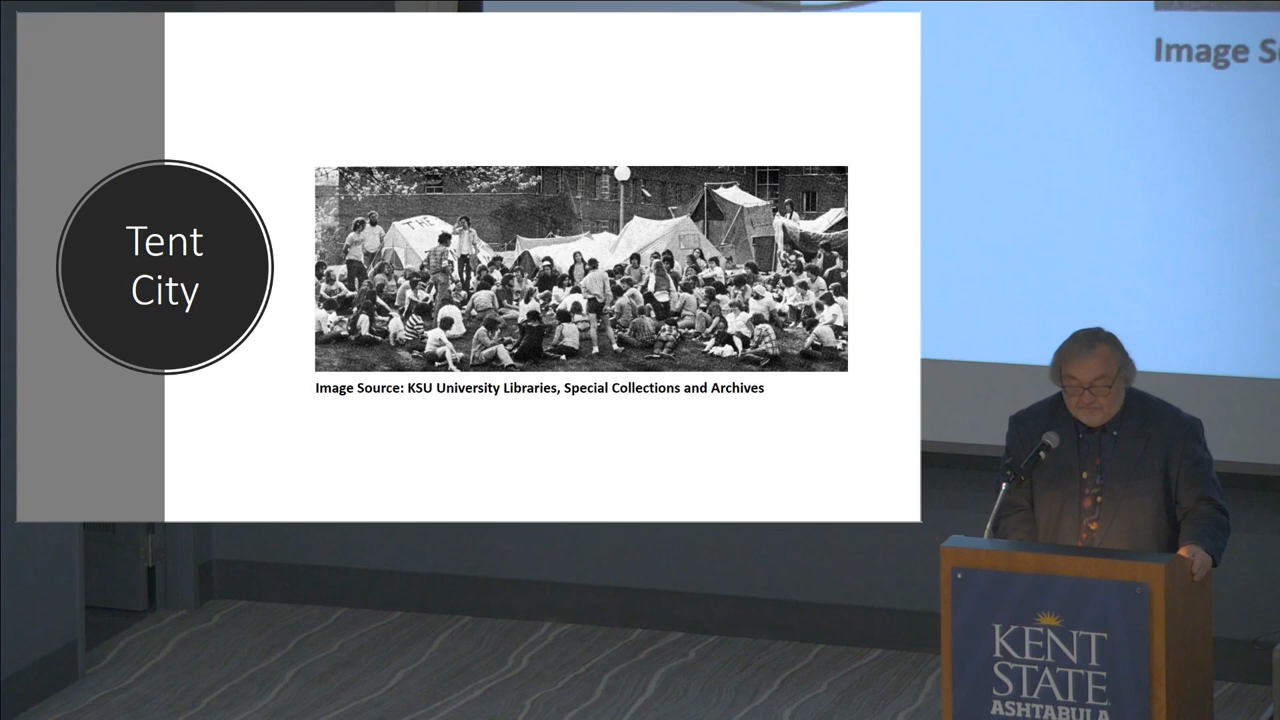 Tent
City
THE
Image Source: KSU University Libraries, Special Collections and Archives
Image S
KENT
STATE
ASHTABULA